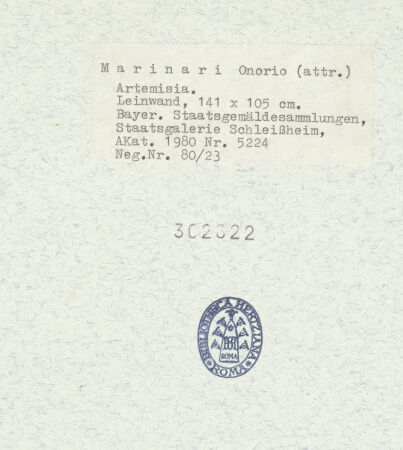 Marinari Onorio (attr.)
Artemisia.
Leinwand, 141 x 105 cm.
Bayer. Staatsgemäldesammlungen,
Staatsgalerie Schleißheim,
AKat. 1980 Nr. 5224
Neg.Nr. 80/23
302622
BIBLIOTHECA HERTZIANA
ROMA
ROMA